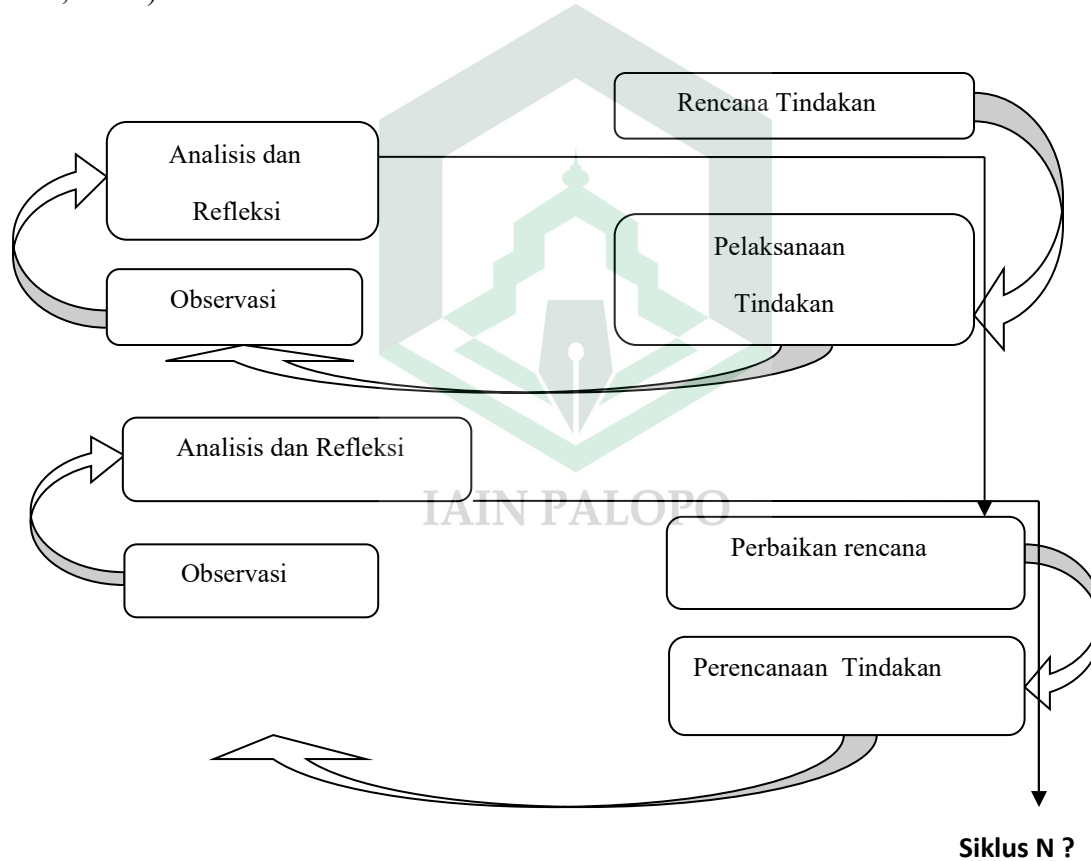 Rencana Tindakan
Analisis dan
Refleksi
Pelaksanaan
Tindakan
Observasi
Analisis dan Refleksi
IAIN PALOPO
Perbaikan rencana
Observasi
Perencanaan Tindakan
Siklus N ?